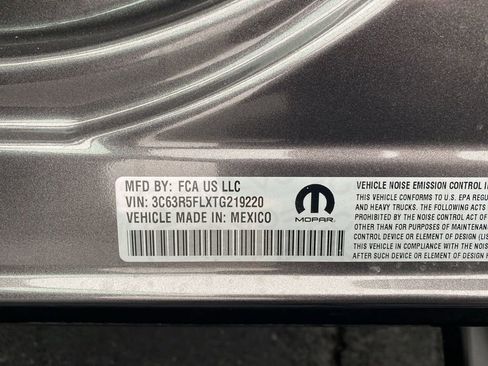 MFD BY: FCA US LLC
VIN: 3C63R5FLXTG219220
VEHICLE MADE IN: MEXICO
MOPAR
VEHICLE NOISE EMISSION CONTROL IN
THIS VEHICLE CONFORMS TO U.S. EPA REGU
AND HEAVY TRUCKS. THE FOLLOWING ACTS
PROHIBITED BY THE NOISE CONTROL ACT OF
OTHER THAN FOR PURPOSES OF MAINTENAN
CONTROL DEVICE OR ELEMENT OF DESIGN (LIS
THIS VEHICLE IN COMPLIANCE WITH THE NOIS
SUCH DEVICE OR ELEMENT OF DESIGN HAS BEEN